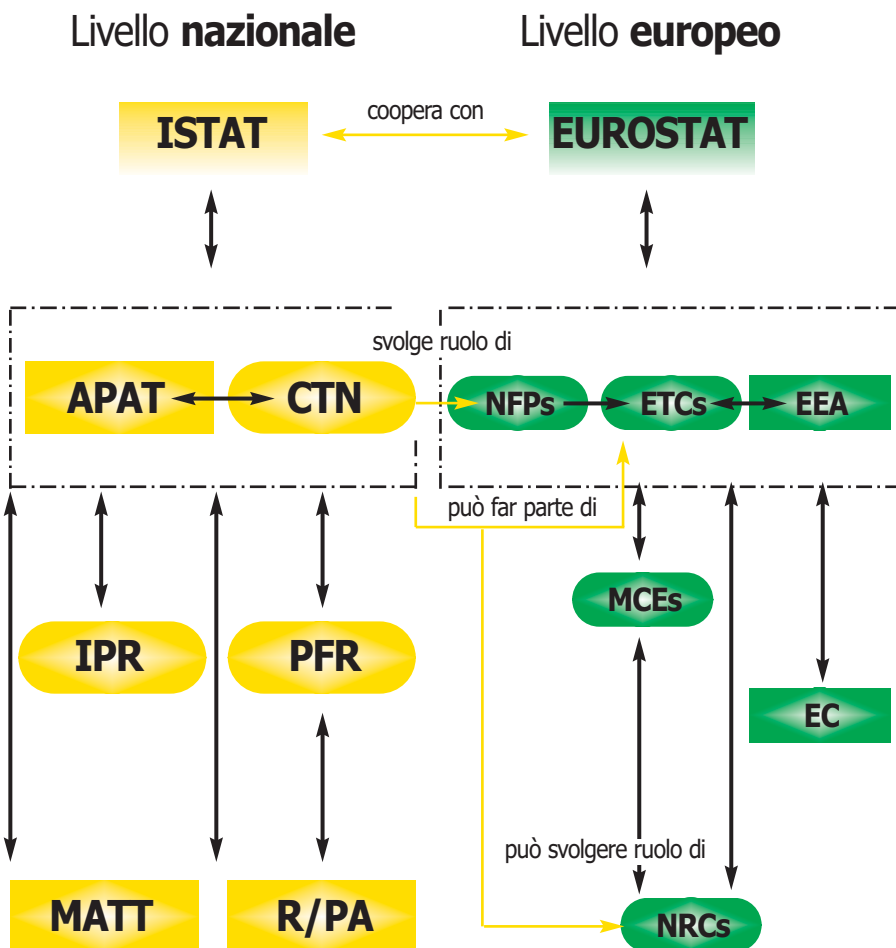 Livello nazionale
Livello europeo
ISTAT
coopera con
EUROSTAT
svolge ruolo di
APAT
CTN
NFPs
ETCs
EEA
può far parte di
MCEs
IPR
PFR
EC
può svolgere ruolo di
MATT
R/PA
NRCs